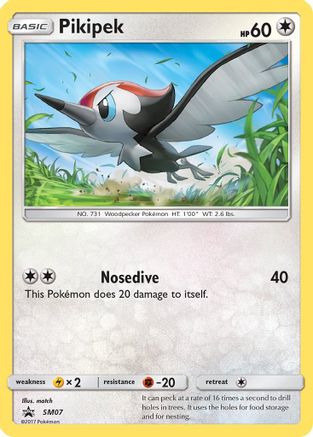 BASIC Pikipek HP 60
NO. 731 Woodpecker Pokémon HT: 1'00" WT: 2.6 lbs.
Nosedive 40
This Pokémon does 20 damage to itself.
weakness × 2 resistance -20 retreat
Illus. match
SM07
©2017 Pokémon
It can peck at a rate of 16 times a second to drill
holes in trees. It uses the holes for food storage
and for nesting.